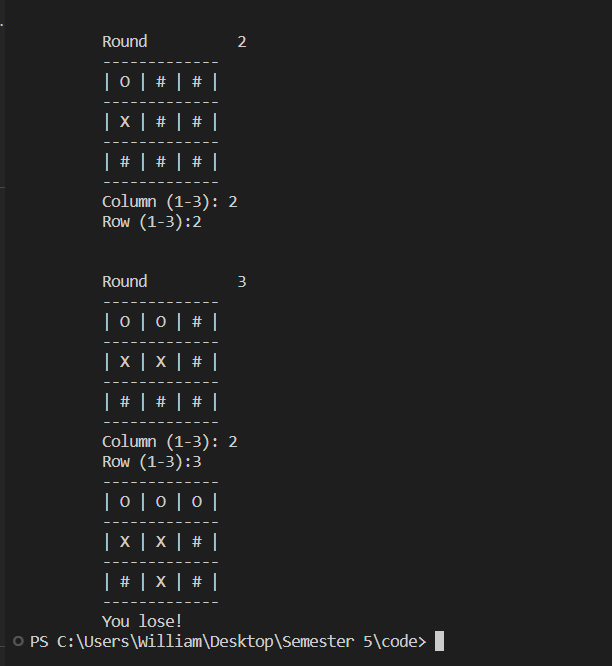 Round          2
-------------
| O | # | # |
-------------
| X | # | # |
-------------
| # | # | # |
-------------
Column (1-3): 2
Row (1-3):2
Round          3
-------------
| O | O | # |
-------------
| X | X | # |
-------------
| # | # | # |
-------------
Column (1-3): 2
Row (1-3):3
-------------
| O | O | O |
-------------
| X | X | # |
-------------
| # | X | # |
-------------
You lose!
PS C:\Users\William\Desktop\Semester 5\code>